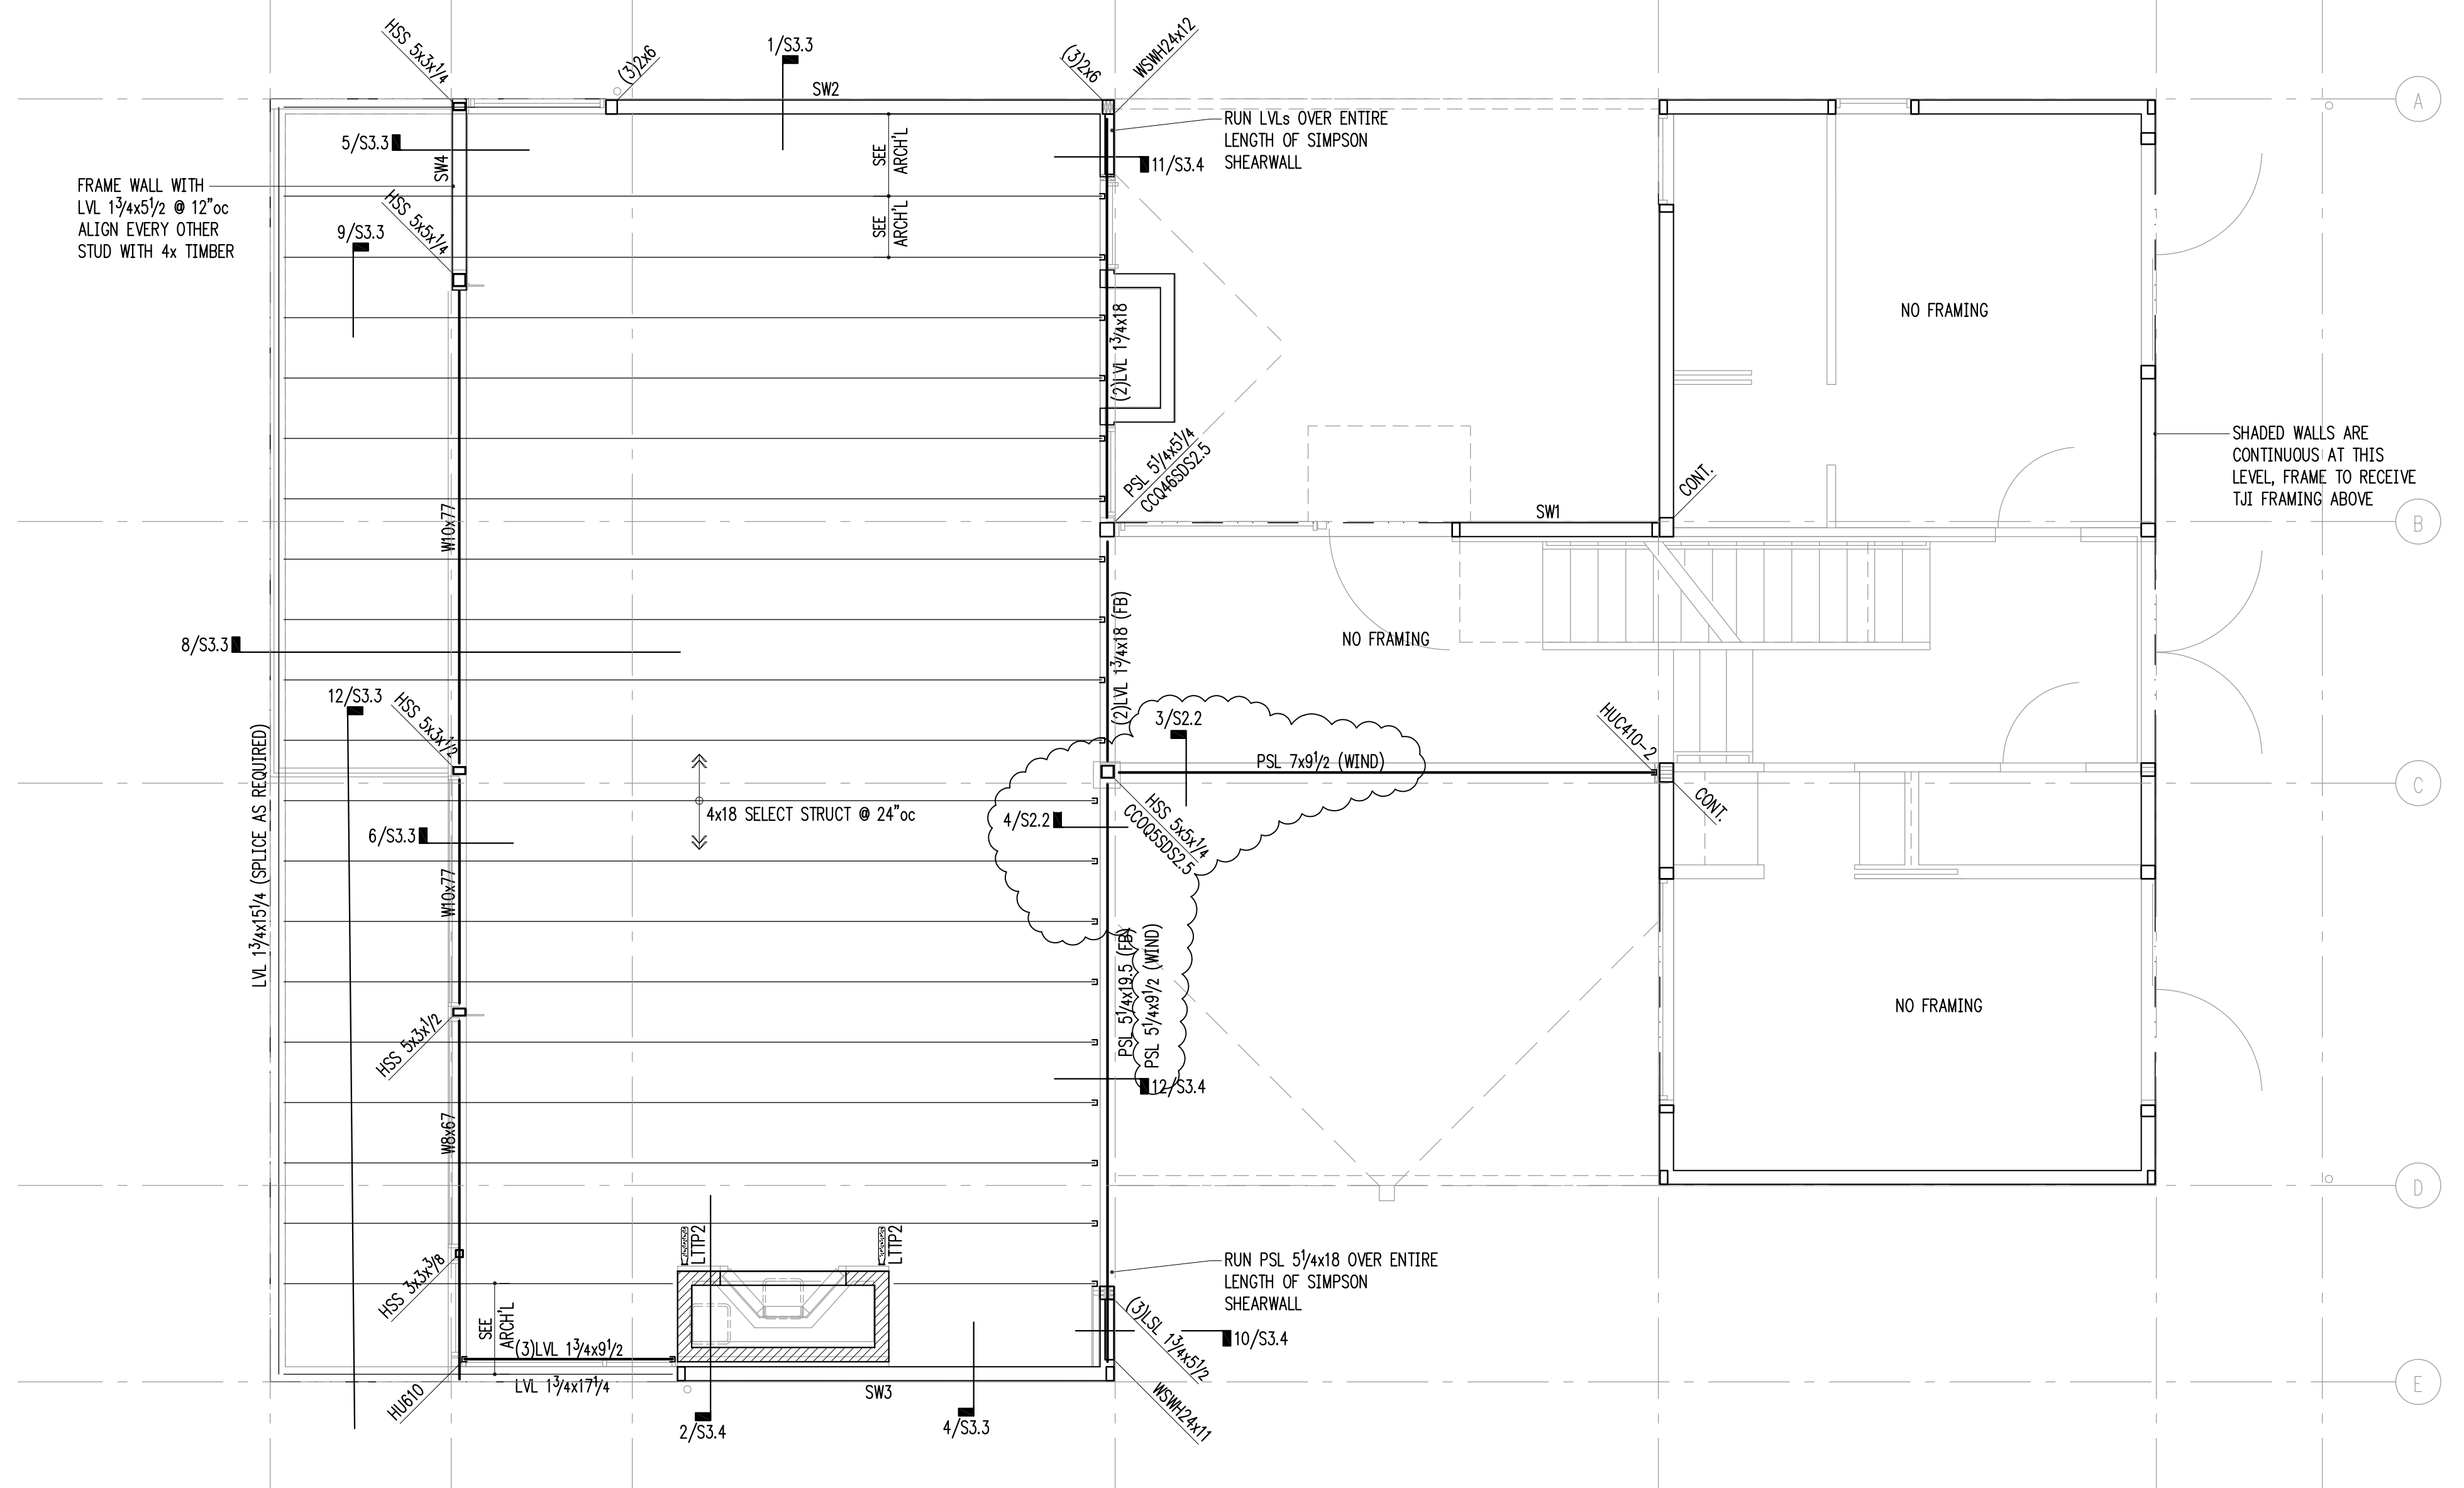 HSS 5x3x1/4
(3)2x6
1/S3.3
(3)2x6
WSWH24x12
SW2
A
5/S3.3
SW4
SEE
ARCH'L
RUN LVLs OVER ENTIRE
LENGTH OF SIMPSON
SHEARWALL
11/S3.4
FRAME WALL WITH
LVL 1 3/4x5 1/2 @ 12"oc
ALIGN EVERY OTHER
STUD WITH 4x TIMBER
HSS 5x5x1/4
9/S3.3
SEE
ARCH'L
NO FRAMING
(2)LVL 1 3/4x18
PSL 5 1/4x5 1/4
CCQ46SDS2.5
CONT.
SHADED WALLS ARE
CONTINUOUS AT THIS
LEVEL, FRAME TO RECEIVE
TJI FRAMING ABOVE
W10x77
SW1
B
8/S3.3
(2)LVL 1 3/4x18 (FB)
NO FRAMING
12/S3.3
HSS 5x3x1/2
3/S2.2
HUC410-2
PSL 7x9 1/2 (WIND)
C
LVL 1 3/4x15 1/4 (SPLICE AS REQUIRED)
4x18 SELECT STRUCT @ 24"oc
4/S2.2
HSS 5x5x1/4
CCOQ5SDS2.5
CONT.
6/S3.3
W10x77
PSL 5 1/4x19.5 (FB)
PSL 5 1/4x9 1/2 (WIND)
NO FRAMING
HSS 5x3x1/2
12/S3.4
W8x67
D
LTTP2
LTTP2
HSS 3x3x3/8
RUN PSL 5 1/4x18 OVER ENTIRE
LENGTH OF SIMPSON
SHEARWALL
SEE
ARCH'L
(3)LVL 1 3/4x9 1/2
(3)LSL 1 3/4x5 1/2
10/S3.4
HU610
LVL 1 3/4x17 1/4
SW3
WSWH24x11
E
2/S3.4
4/S3.3